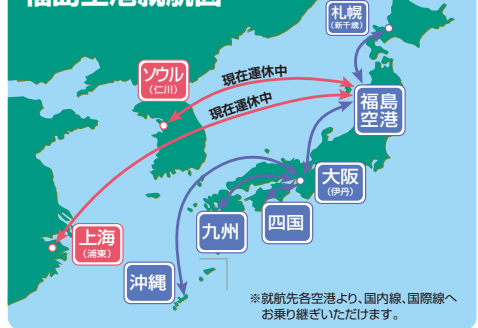 福島空港就航図
札幌
(新千歳)
ソウル
(仁川)
現在運休中
現在運休中
福島
空港
大阪
(伊丹)
上海
(浦東)
九州
四国
沖縄
※就航先各空港より、国内線、国際線へ
お乗り継ぎいただけます。